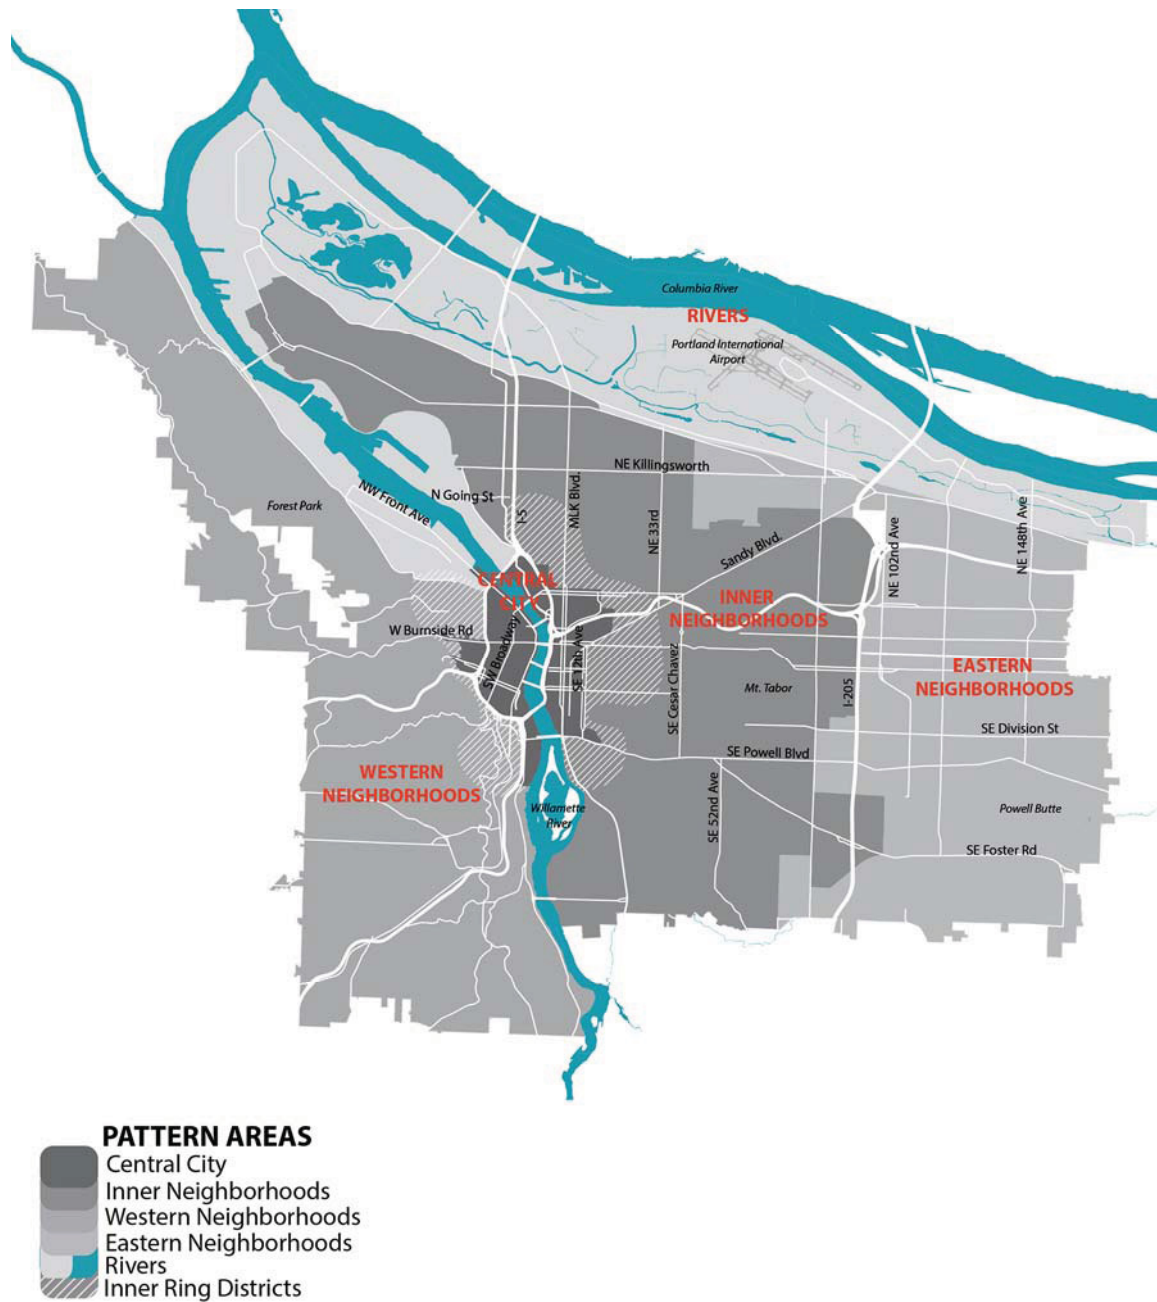 Columbia River
RIVERS
Portland International
Airport
NE Killingsworth
N Going St
NW Front Ave
Forest Park
I-5
MLK Blvd.
NE 33rd
Sandy Blvd.
NE 102nd Ave
NE 148th Ave
CENTRAL
CITY
INNER
NEIGHBORHOODS
W Burnside Rd
SW Broadway
SE 12th Ave
SE Cesar Chavez
Mt. Tabor
I-205
EASTERN
NEIGHBORHOODS
SE Division St
SE Powell Blvd
WESTERN
NEIGHBORHOODS
Willamette
River
SE 52nd Ave
Powell Butte
SE Foster Rd
PATTERN AREAS
Central City
Inner Neighborhoods
Western Neighborhoods
Eastern Neighborhoods
Rivers
Inner Ring Districts